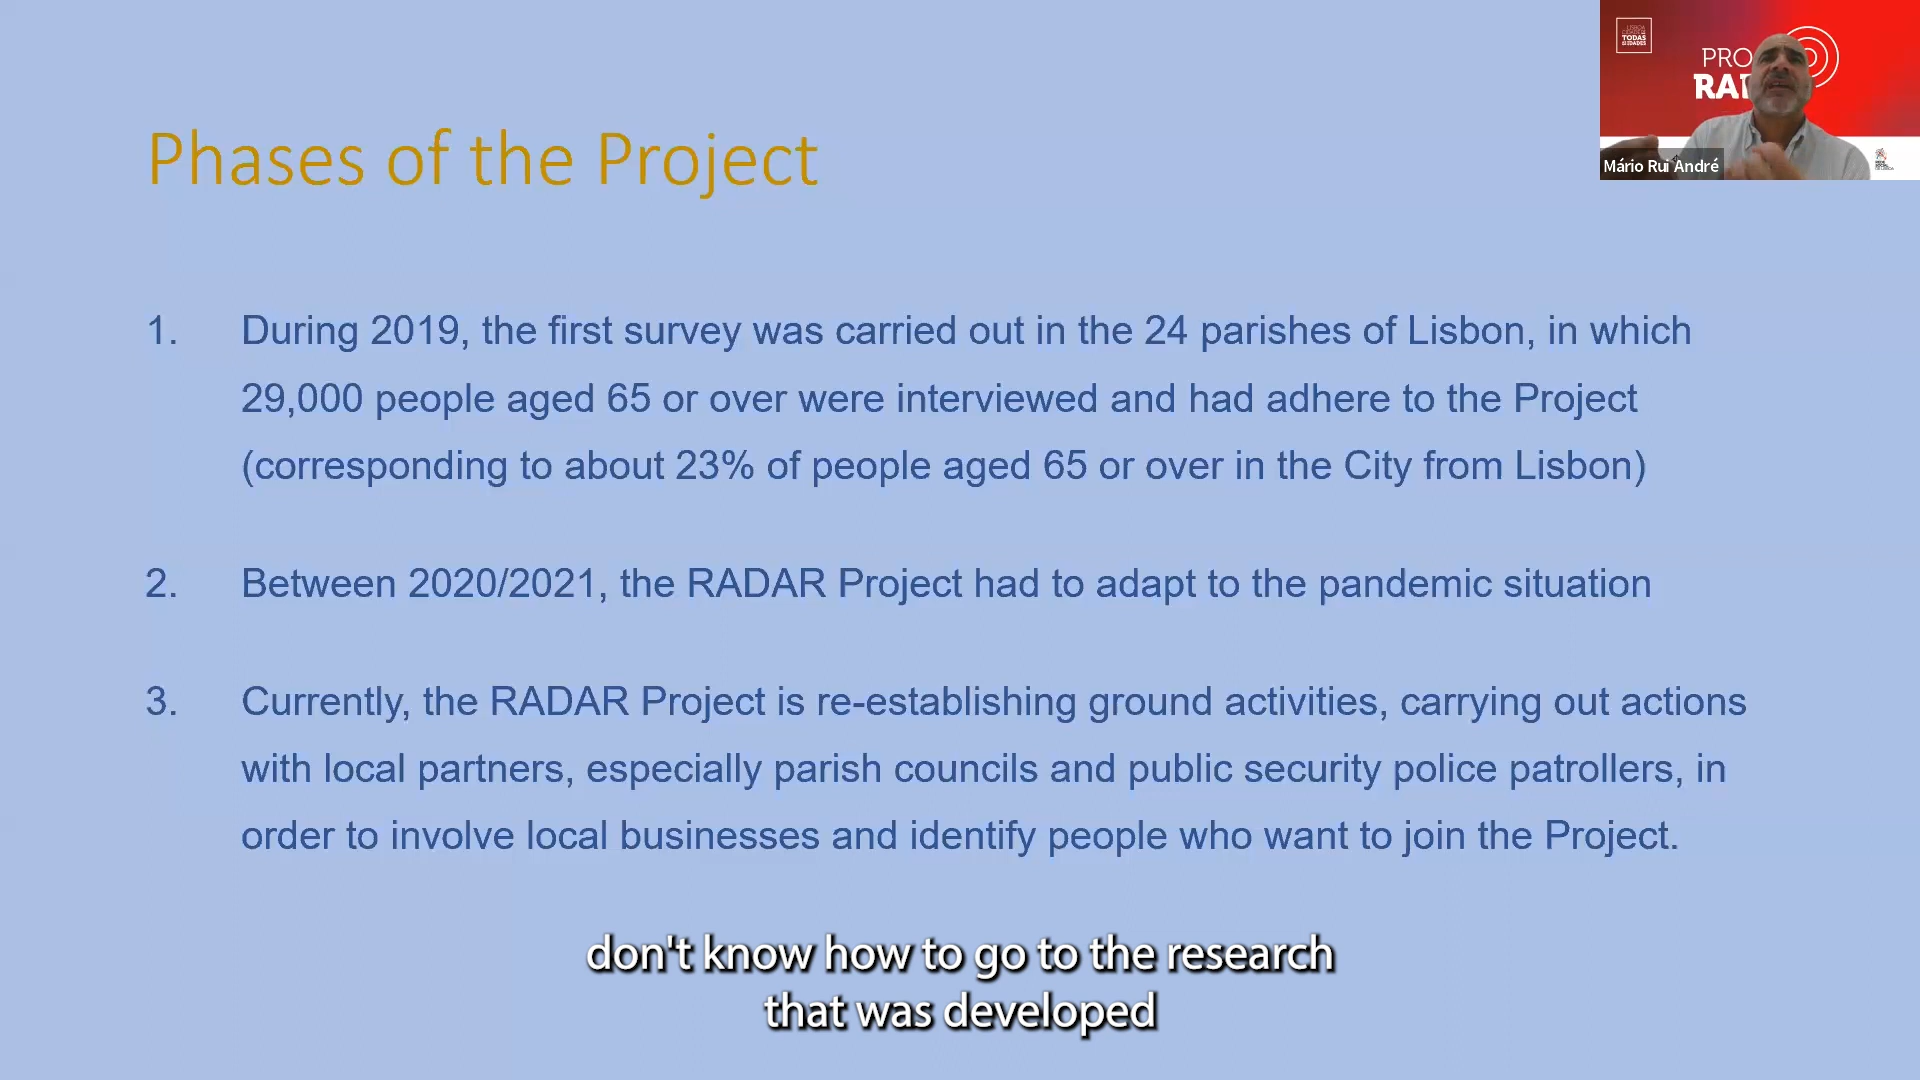 Phases of the Project
1. During 2019, the first survey was carried out in the 24 parishes of Lisbon, in which
29,000 people aged 65 or over were interviewed and had adhere to the Project
(corresponding to about 23% of people aged 65 or over in the City from Lisbon)
2. Between 2020/2021, the RADAR Project had to adapt to the pandemic situation
3. Currently, the RADAR Project is re-establishing ground activities, carrying out actions
with local partners, especially parish councils and public security police patrollers, in
order to involve local businesses and identify people who want to join the Project.
TODAS
PRO
RA
Mário Rui André
don't know how to go to the research
that was developed